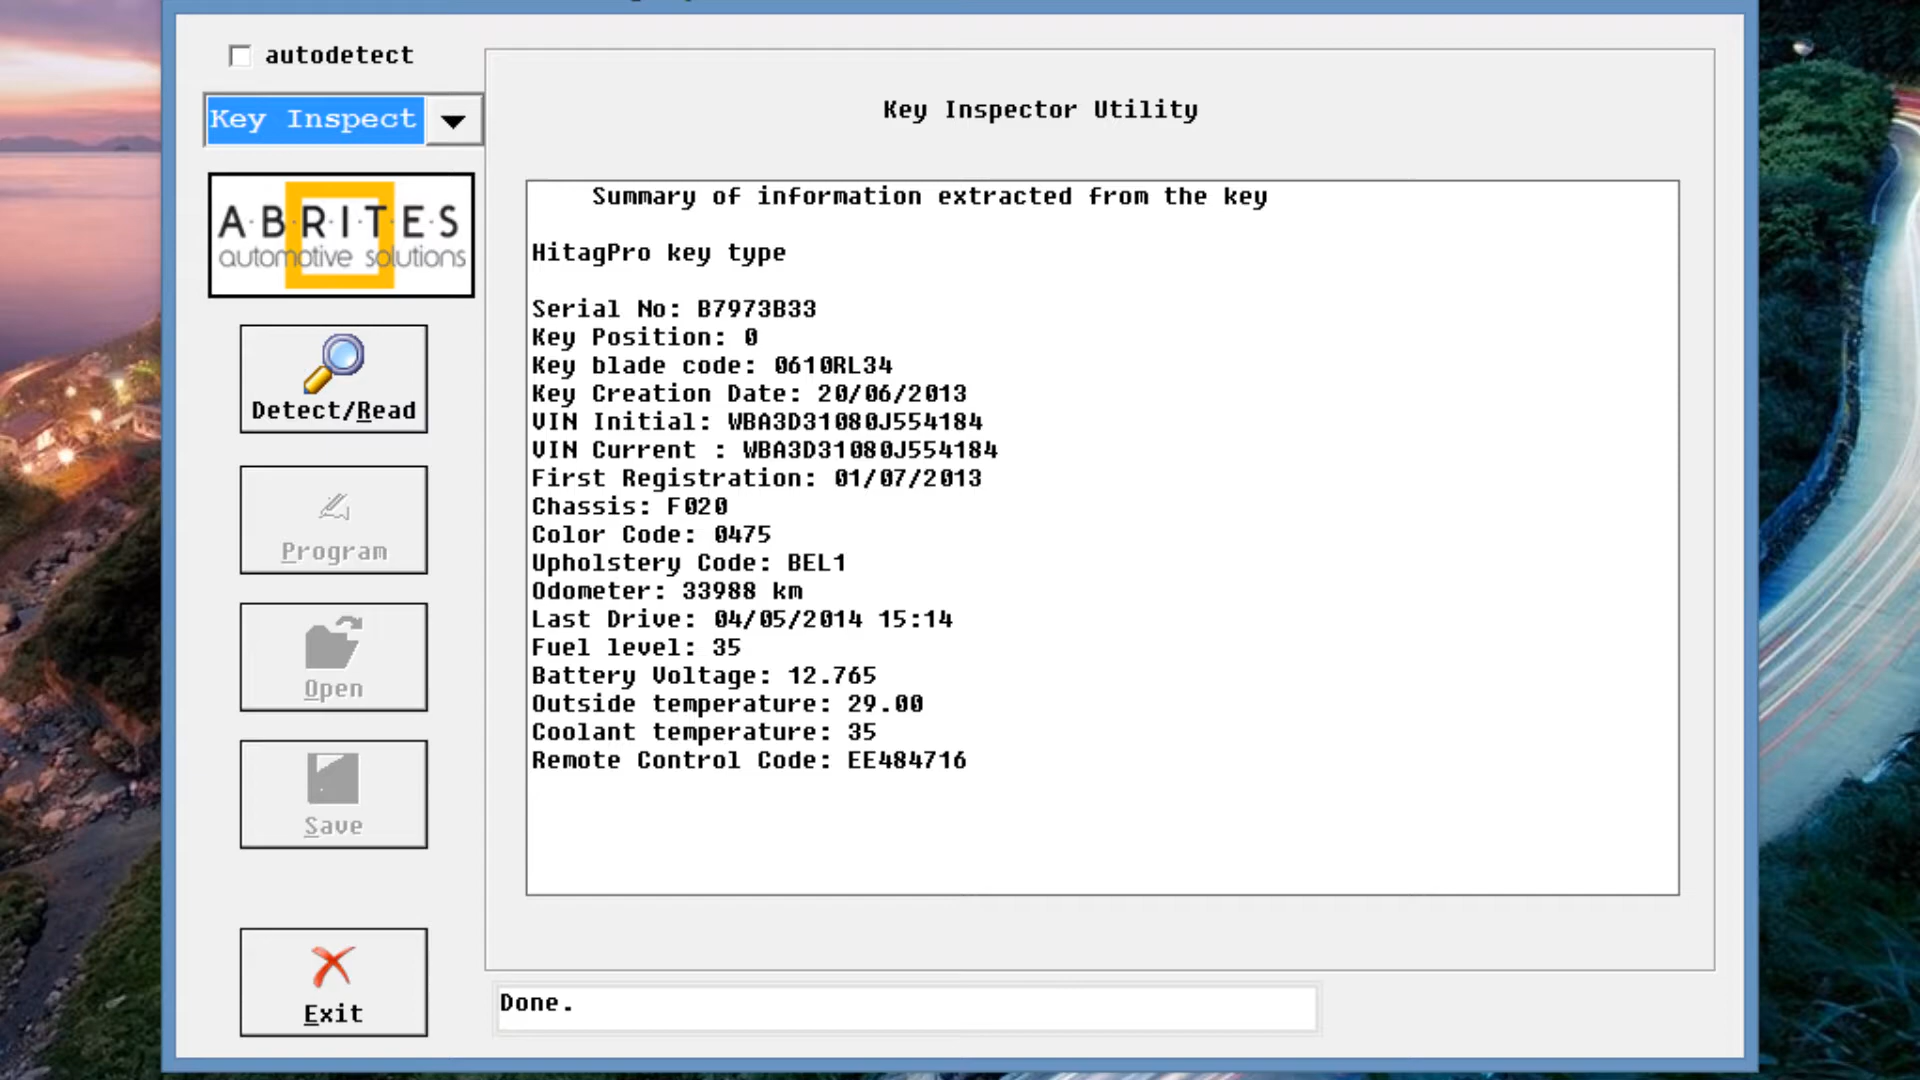 autodetect
Key Inspect
Key Inspector Utility
A·B·R·I·T·E·S
automotive solutions
Summary of information extracted from the key
HitagPro key type
Serial No: B7973B33
Key Position: 0
Key blade code: 0610RL34
Key Creation Date: 20/06/2013
VIN Initial: WBA3D31080J554184
VIN Current : WBA3D31080J554184
First Registration: 01/07/2013
Chassis: F020
Color Code: 0475
Upholstery Code: BEL1
Odometer: 33988 km
Last Drive: 04/05/2014 15:14
Fuel level: 35
Battery Voltage: 12.765
Outside temperature: 29.00
Coolant temperature: 35
Remote Control Code: EE484716
Detect/Read
Program
Open
Save
Exit
Done.